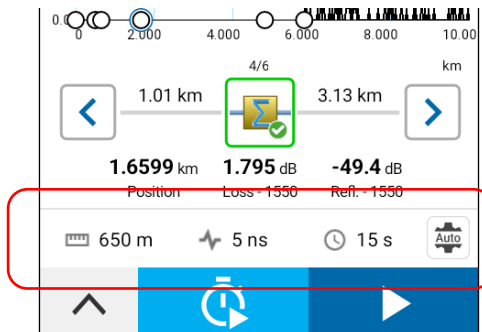 0.0
0 2.000 4.000 6.000 8.000 10.00
4/6 km
1.01 km 3.13 km
1.6599 km 1.795 dB -49.4 dB
Position Loss - 1550 Refl. - 1550
650 m 5 ns 15 s Auto